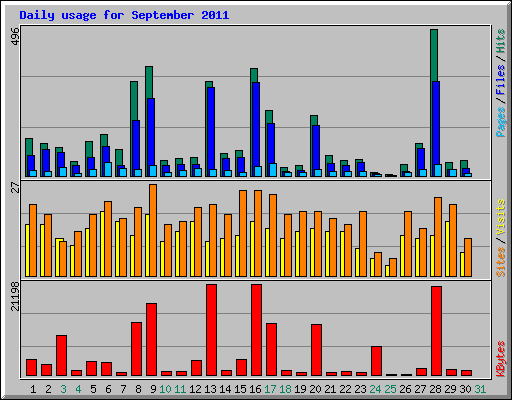 Daily usage for September 2011
496
Pages / Files / Hits
27
Sites / Visits
21198
KBytes
1 2 3 4 5 6 7 8 9 10 11 12 13 14 15 16 17 18 19 20 21 22 23 24 25 26 27 28 29 30 31